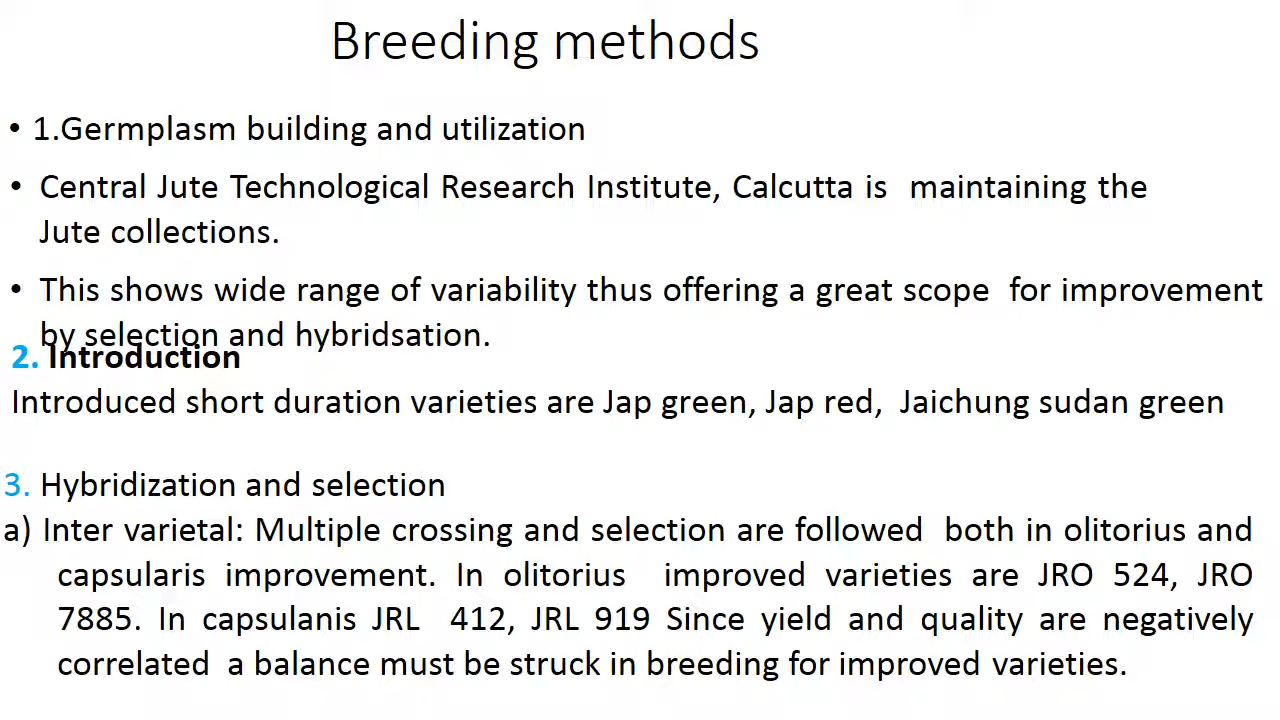 Breeding methods
• 1.Germplasm building and utilization
• Central Jute Technological Research Institute, Calcutta is maintaining the
Jute collections.
• This shows wide range of variability thus offering a great scope for improvement
by selection and hybridsation.
2. Introduction
Introduced short duration varieties are Jap green, Jap red, Jaichung sudan green
3. Hybridization and selection
a) Inter varietal: Multiple crossing and selection are followed both in olitorius and
capsularis improvement. In olitorius improved varieties are JRO 524, JRO
7885. In capsulanis JRL 412, JRL 919 Since yield and quality are negatively
correlated a balance must be struck in breeding for improved varieties.